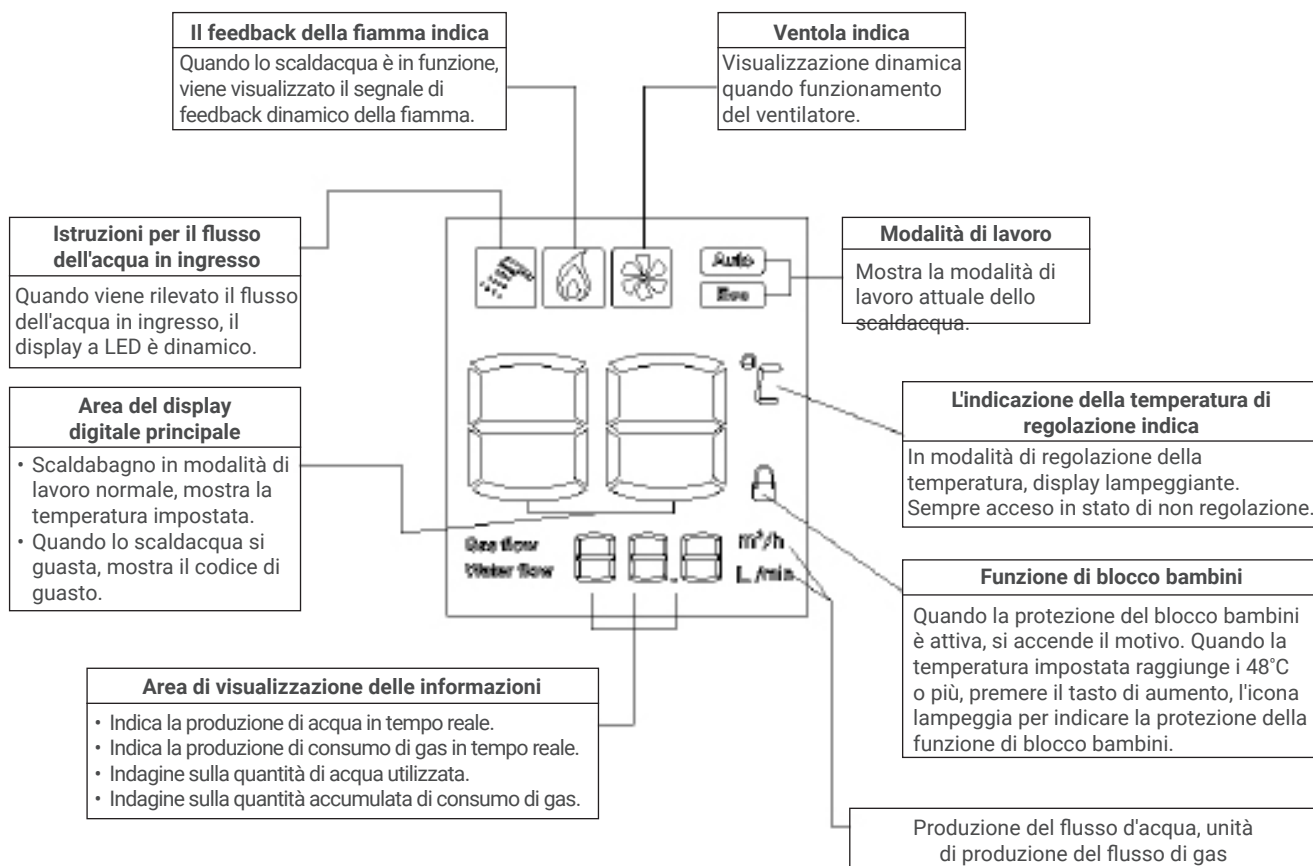 Il feedback della fiamma indica
Quando lo scaldacqua è in funzione,
viene visualizzato il segnale di
feedback dinamico della fiamma.
Ventola indica
Visualizzazione dinamica
quando funzionamento
del ventilatore.
Istruzioni per il flusso
dell'acqua in ingresso
Quando viene rilevato il flusso
dell'acqua in ingresso, il
display a LED è dinamico.
Auto
Eco
Modalità di lavoro
Mostra la modalità di
lavoro attuale dello
scaldacqua.
Area del display
digitale principale
• Scaldabagno in modalità di
lavoro normale, mostra la
temperatura impostata.
• Quando lo scaldacqua si
guasta, mostra il codice di
guasto.
88
°C
L'indicazione della temperatura di
regolazione indica
In modalità di regolazione della
temperatura, display lampeggiante.
Sempre acceso in stato di non regolazione.
Gas flow
Water flow
88.8
m³/h
L /min
Funzione di blocco bambini
Quando la protezione del blocco bambini
è attiva, si accende il motivo. Quando la
temperatura impostata raggiunge i 48°C
o più, premere il tasto di aumento, l'icona
lampeggia per indicare la protezione della
funzione di blocco bambini.
Area di visualizzazione delle informazioni
• Indica la produzione di acqua in tempo reale.
• Indica la produzione di consumo di gas in tempo reale.
• Indagine sulla quantità di acqua utilizzata.
• Indagine sulla quantità accumulata di consumo di gas.
Produzione del flusso d'acqua, unità
di produzione del flusso di gas